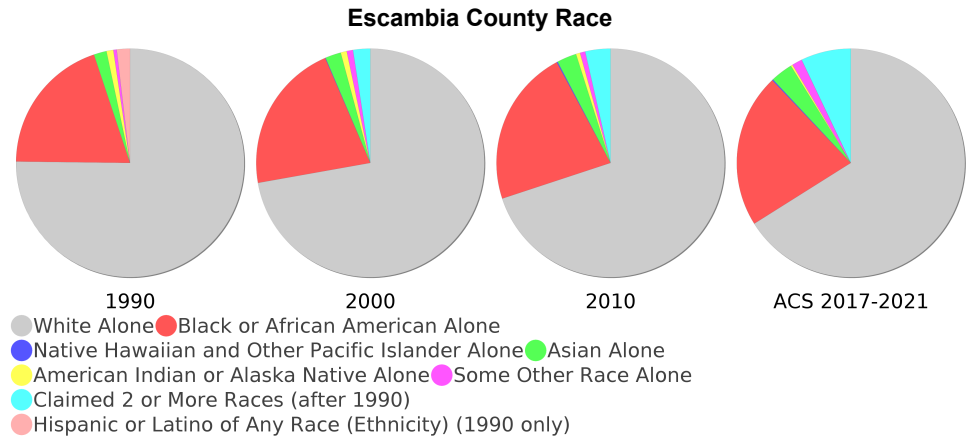 Escambia County Race
1990 2000 2010 ACS 2017-2021
White Alone Black or African American Alone
Native Hawaiian and Other Pacific Islander Alone Asian Alone
American Indian or Alaska Native Alone Some Other Race Alone
Claimed 2 or More Races (after 1990)
Hispanic or Latino of Any Race (Ethnicity) (1990 only)